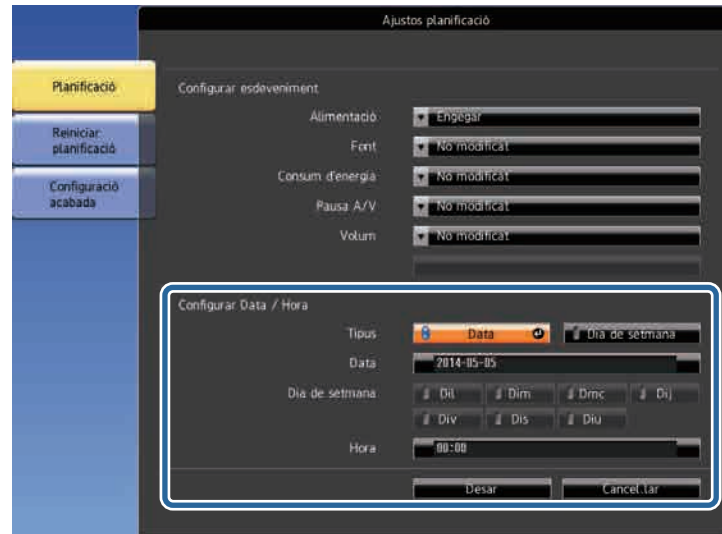 Ajustos planificació
Planificació
Reiniciar
planificació
Configuració
acabada
Configurar esdeveniment
Alimentació Engegar
Font No modificat
Consum d'energia No modificat
Pausa A/V No modificat
Volum No modificat
Configurar Data / Hora
Tipus Data Dia de setmana
Data 2014-05-05
Dia de setmana Dil Dim Dmc Dij
Div Dis Diu
Hora 00:00
Desar Cancel.lar